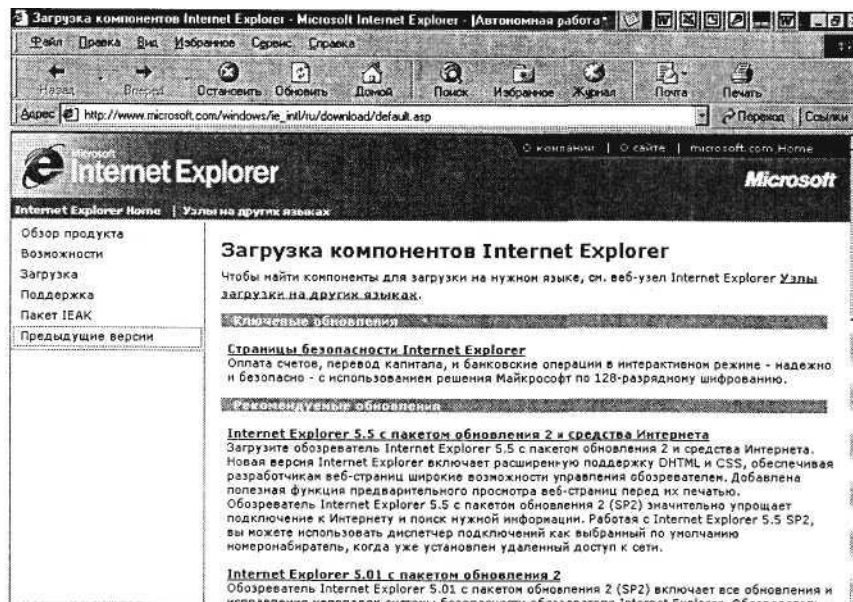 Загрузка компонентов Internet Explorer - Microsoft Internet Explorer - [Автономная работа]
Файл Правка Вид Избранное Сервис Справка
Назад Вперед Остановить Обновить Домой Поиск Избранное Журнал Почта Печать
Адрес http://www.microsoft.com/windows/ie_intl/ru/download/default.asp Переход Ссылки
О компании | О сайте | microsoft.com Home
Microsoft
Internet Explorer
Microsoft
Internet Explorer Home | Узлы на других языках
Обзор продукта
Возможности
Загрузка
Поддержка
Пакет IEAK
Предыдущие версии
Загрузка компонентов Internet Explorer
Чтобы найти компоненты для загрузки на нужном языке, см. веб-узел Internet Explorer Узлы
загрузки на других языках.
Ключевые обновления
Страницы безопасности Internet Explorer
Оплата счетов, перевод капитала, и банковские операции в интерактивном режиме - надежно
и безопасно - с использованием решения Майкрософт по 128-разрядному шифрованию.
Рекомендуемые обновления
Internet Explorer 5.5 с пакетом обновления 2 и средства Интернета
Загрузите обозреватель Internet Explorer 5.5 с пакетом обновления 2 и средства Интернета.
Новая версия Internet Explorer включает расширенную поддержку DHTML и CSS, обеспечивая
разработчикам веб-страниц широкие возможности управления обозревателем. Добавлена
полезная функция предварительного просмотра веб-страниц перед их печатью.
Обозреватель Internet Explorer 5.5 с пакетом обновления 2 (SP2) значительно упрощает
подключение к Интернету и поиск нужной информации. Работая с Internet Explorer 5.5 SP2,
вы можете использовать диспетчер подключений как выбранный по умолчанию
номеронабиратель, когда уже установлен удаленный доступ к сети.
Internet Explorer 5.01 с пакетом обновления 2
Обозреватель Internet Explorer 5.01 с пакетом обновления 2 (SP2) включает все обновления и